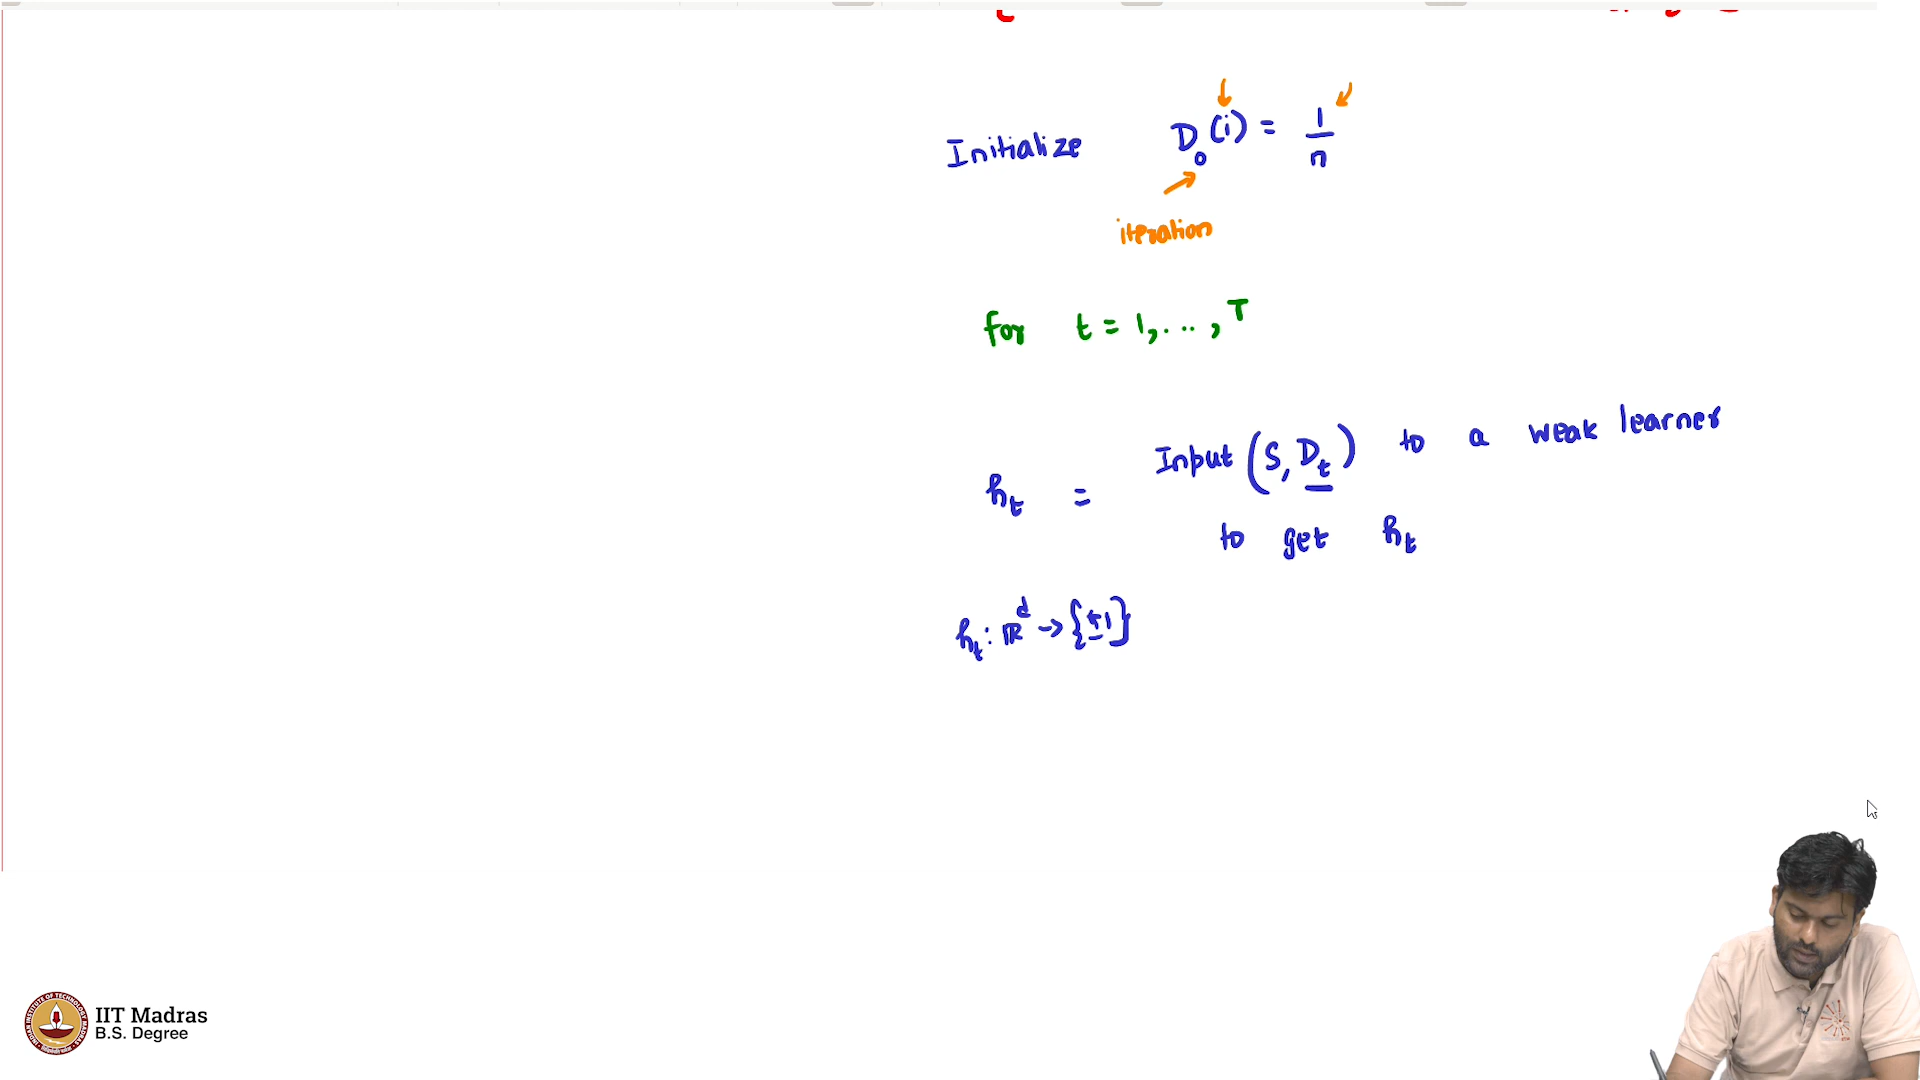 Initialize D₀(i) = 1/n
iteration
for t = 1, ..., T
hₜ = Input (S, Dₜ) to a weak learner
to get hₜ
hₜ : ℝᵈ → {±1}
IIT Madras
B.S. Degree